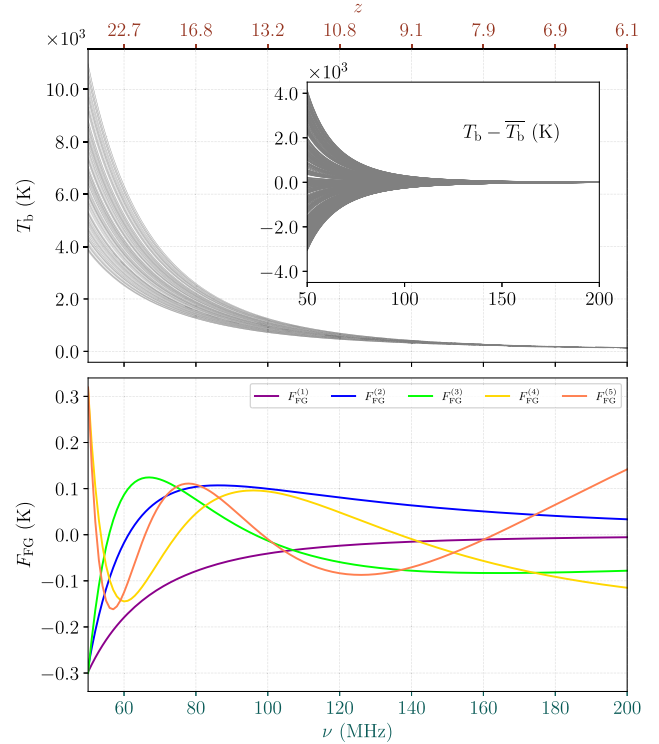 z
×10³ 22.7 16.8 13.2 10.8 9.1 7.9 6.9 6.1
10.0
8.0
6.0
4.0
2.0
0.0
T_b (K)
×10³
4.0
2.0
0.0
−2.0
−4.0
T_b − \overline{T_b} (K)
50 100 150 200
F_FG^(1) F_FG^(2) F_FG^(3) F_FG^(4) F_FG^(5)
0.3
0.2
0.1
0.0
−0.1
−0.2
−0.3
F_FG (K)
60 80 100 120 140 160 180 200
ν (MHz)